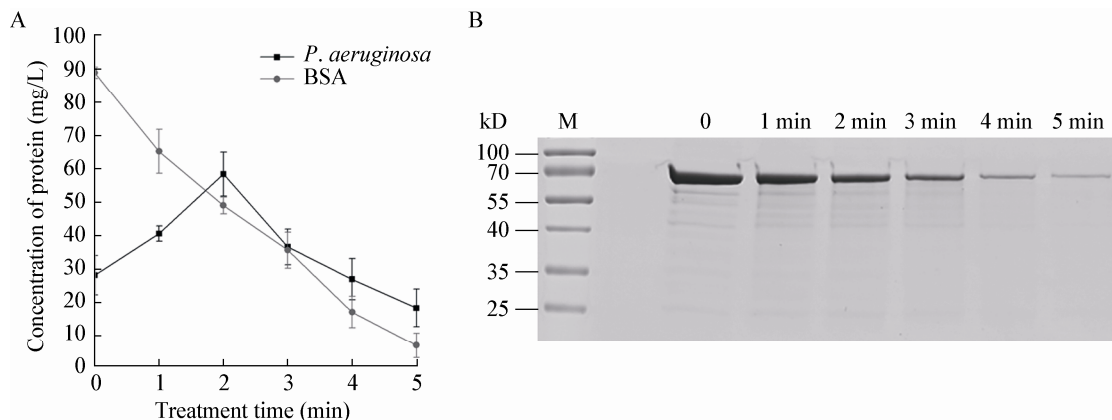 A
Concentration of protein (mg/L)
100
90
80
70
60
50
40
30
20
10
0
0 1 2 3 4 5
Treatment time (min)
P. aeruginosa
BSA
B
kD M 0 1 min 2 min 3 min 4 min 5 min
100
70
55
40
35
25